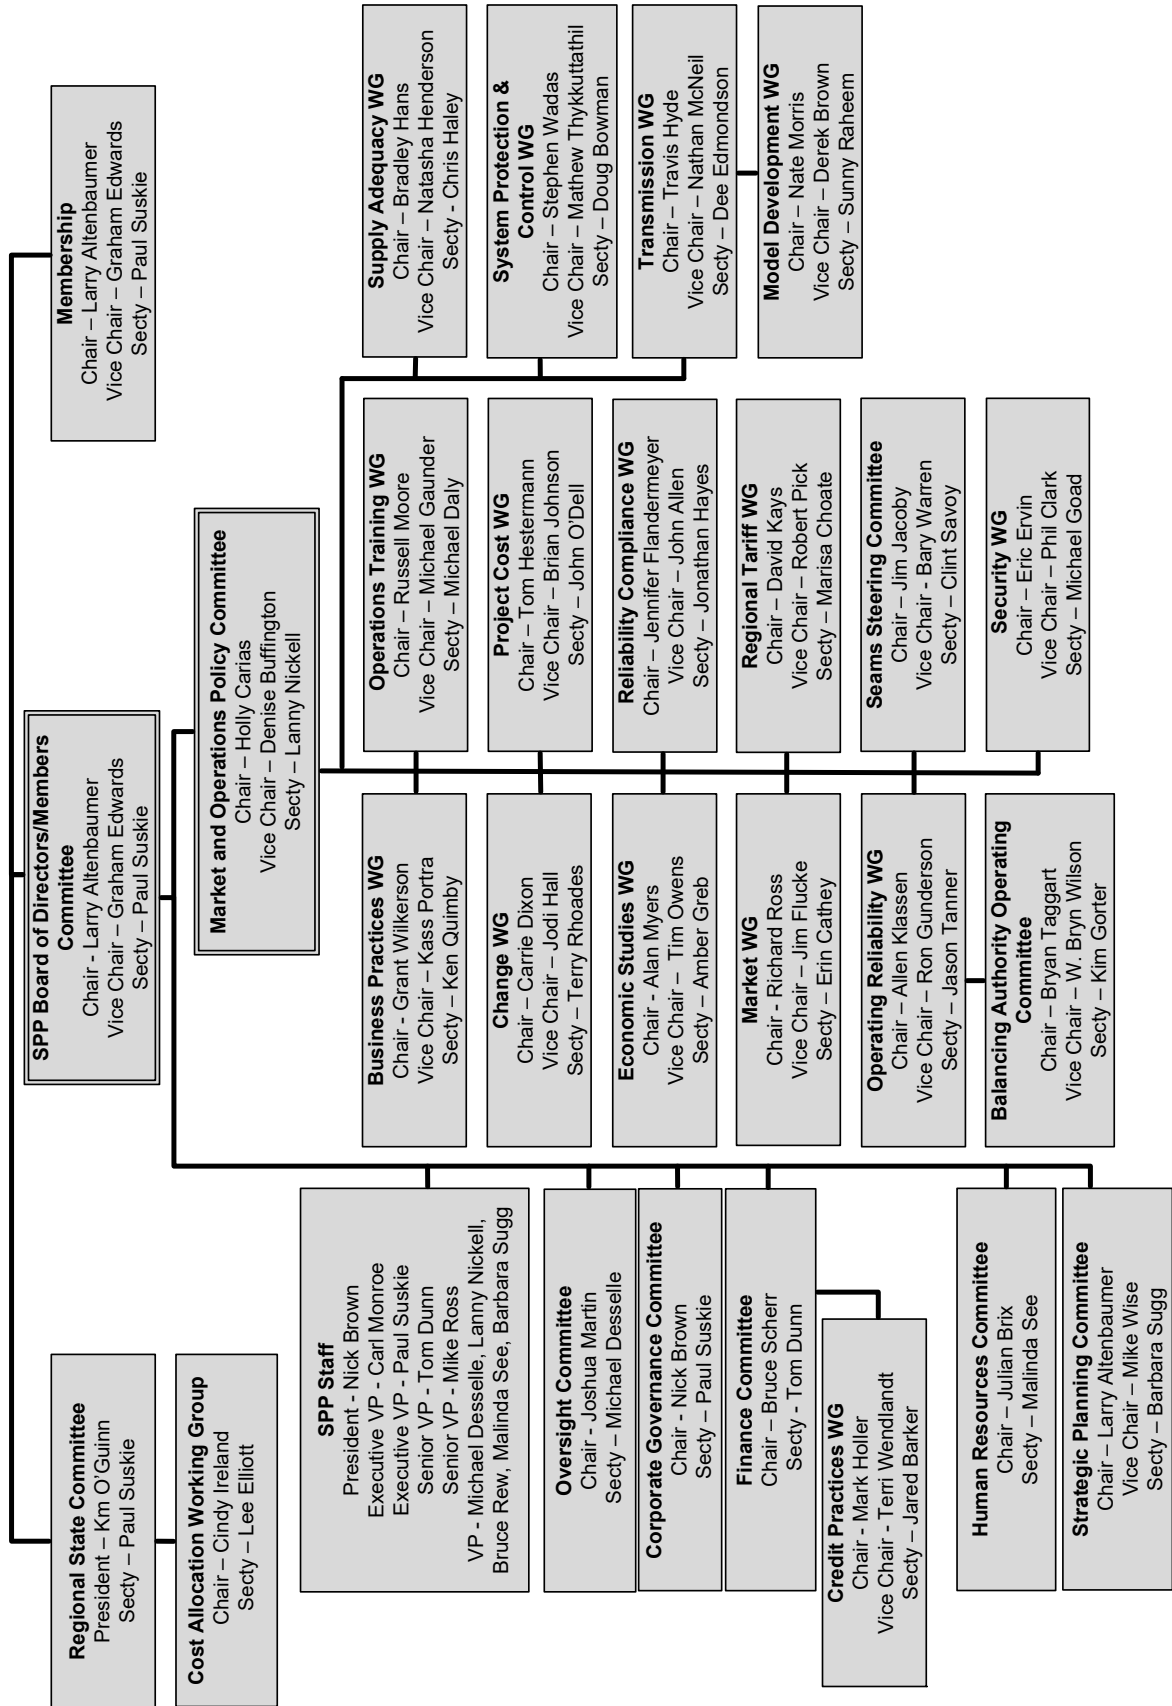 Regional State Committee
President – Km O'Guinn
Secty – Paul Suskie
Cost Allocation Working Group
Chair – Cindy Ireland
Secty – Lee Elliott
SPP Board of Directors/Members
Committee
Chair - Larry Altenbaumer
Vice Chair – Graham Edwards
Secty – Paul Suskie
Membership
Chair – Larry Altenbaumer
Vice Chair – Graham Edwards
Secty – Paul Suskie
Market and Operations Policy Committee
Chair – Holly Carias
Vice Chair – Denise Buffington
Secty – Lanny Nickell
SPP Staff
President - Nick Brown
Executive VP - Carl Monroe
Executive VP - Paul Suskie
Senior VP - Tom Dunn
Senior VP - Mike Ross
VP - Michael Desselle, Lanny Nickell,
Bruce Rew, Malinda See, Barbara Sugg
Oversight Committee
Chair - Joshua Martin
Secty – Michael Desselle
Corporate Governance Committee
Chair - Nick Brown
Secty – Paul Suskie
Finance Committee
Chair – Bruce Scherr
Secty - Tom Dunn
Credit Practices WG
Chair - Mark Holler
Vice Chair - Terri Wendlandt
Secty – Jared Barker
Human Resources Committee
Chair – Julian Brix
Secty – Malinda See
Strategic Planning Committee
Chair – Larry Altenbaumer
Vice Chair – Mike Wise
Secty – Barbara Sugg
Business Practices WG
Chair - Grant Wilkerson
Vice Chair – Kass Portra
Secty – Ken Quimby
Change WG
Chair – Carrie Dixon
Vice Chair – Jodi Hall
Secty – Terry Rhoades
Economic Studies WG
Chair - Alan Myers
Vice Chair – Tim Owens
Secty – Amber Greb
Market WG
Chair - Richard Ross
Vice Chair – Jim Flucke
Secty – Erin Cathey
Operating Reliability WG
Chair – Allen Klassen
Vice Chair – Ron Gunderson
Secty – Jason Tanner
Balancing Authority Operating
Committee
Chair – Bryan Taggart
Vice Chair – W. Bryn Wilson
Secty – Kim Gorter
Operations Training WG
Chair – Russell Moore
Vice Chair – Michael Gaunder
Secty – Michael Daly
Project Cost WG
Chair – Tom Hestermann
Vice Chair – Brian Johnson
Secty – John O'Dell
Reliability Compliance WG
Chair – Jennifer Flandermeyer
Vice Chair – John Allen
Secty – Jonathan Hayes
Regional Tariff WG
Chair – David Kays
Vice Chair – Robert Pick
Secty – Marisa Choate
Seams Steering Committee
Chair – Jim Jacoby
Vice Chair - Bary Warren
Secty – Clint Savoy
Security WG
Chair – Eric Ervin
Vice Chair – Phil Clark
Secty – Michael Goad
Supply Adequacy WG
Chair – Bradley Hans
Vice Chair – Natasha Henderson
Secty - Chris Haley
System Protection &
Control WG
Chair – Stephen Wadas
Vice Chair – Mathew Thykkuttathil
Secty – Doug Bowman
Transmission WG
Chair – Travis Hyde
Vice Chair – Nathan McNeil
Secty – Dee Edmondson
Model Development WG
Chair – Nate Morris
Vice Chair – Derek Brown
Secty – Sunny Raheem